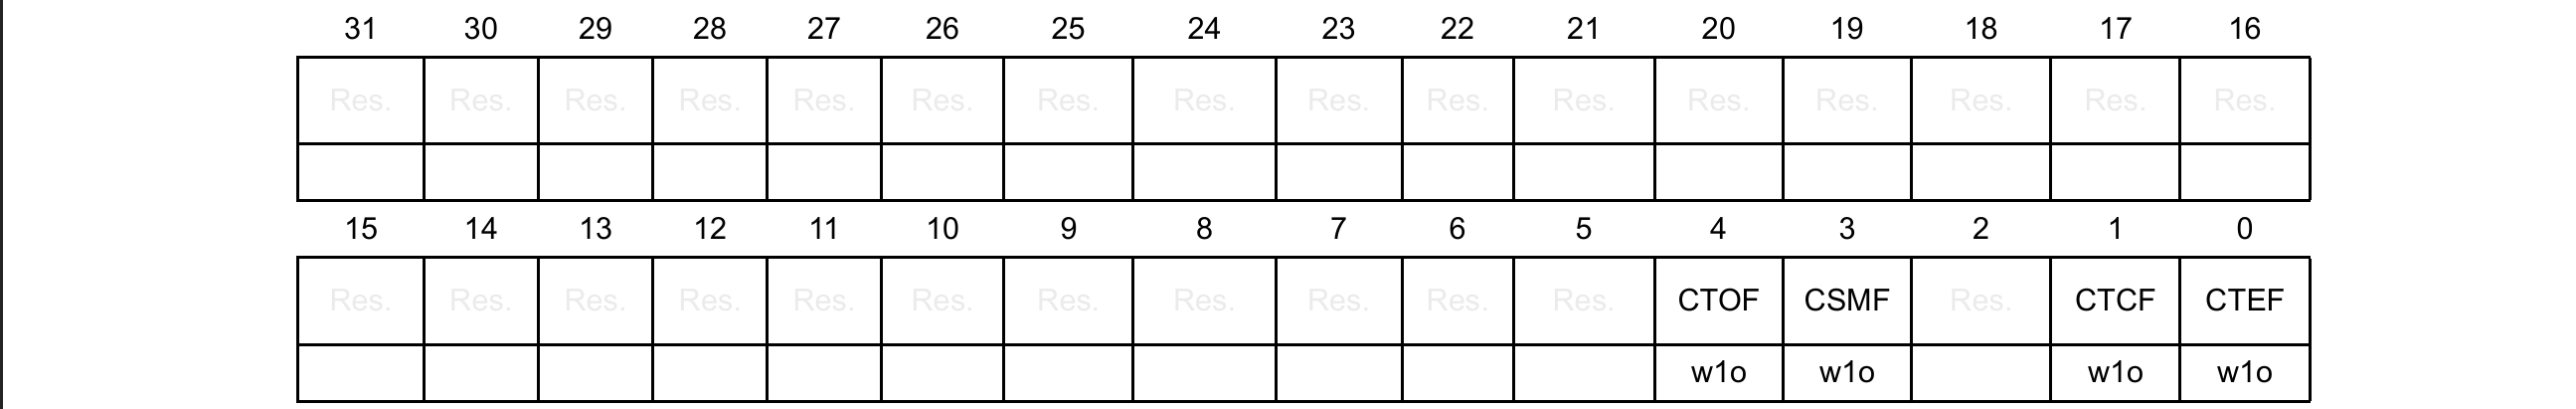 31 30 29 28 27 26 25 24 23 22 21 20 19 18 17 16
Res. Res. Res. Res. Res. Res. Res. Res. Res. Res. Res. Res. Res. Res. Res. Res.
15 14 13 12 11 10 9 8 7 6 5 4 3 2 1 0
Res. Res. Res. Res. Res. Res. Res. Res. Res. Res. Res. CTOF CSMF Res. CTCF CTEF
w1o w1o w1o w1o